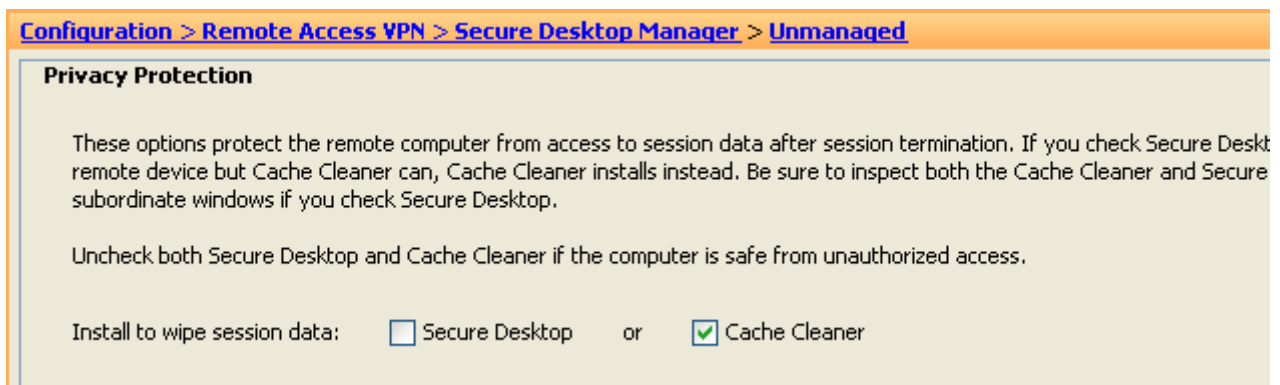 Configuration > Remote Access VPN > Secure Desktop Manager > Unmanaged
Privacy Protection
These options protect the remote computer from access to session data after session termination. If you check Secure Deskt
remote device but Cache Cleaner can, Cache Cleaner installs instead. Be sure to inspect both the Cache Cleaner and Secure
subordinate windows if you check Secure Desktop.
Uncheck both Secure Desktop and Cache Cleaner if the computer is safe from unauthorized access.
Install to wipe session data: Secure Desktop or Cache Cleaner